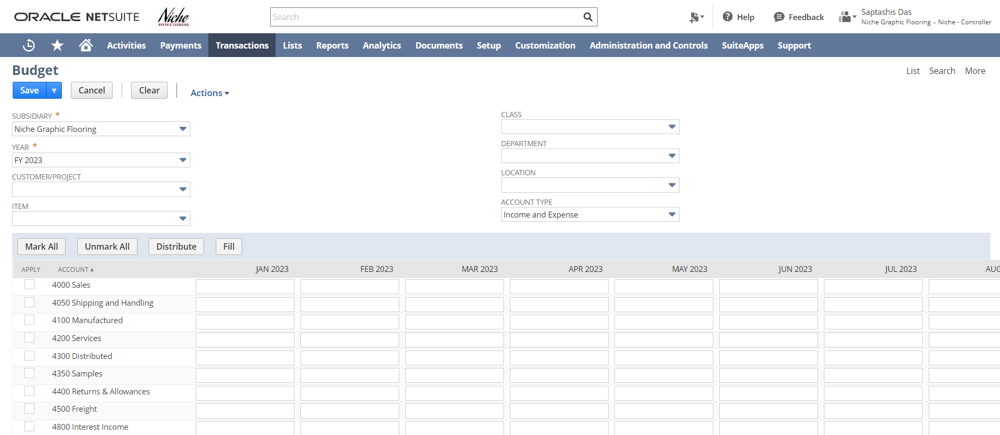 ORACLE NETSUITE
Niche
GRAPHIC FLOORING
Search
Help
Feedback
Saptashis Das
Niche Graphic Flooring - Niche - Controller
Activities Payments Transactions Lists Reports Analytics Documents Setup Customization Administration and Controls SuiteApps Support
Budget
List Search More
Save Cancel Clear Actions
SUBSIDIARY *
Niche Graphic Flooring
YEAR *
FY 2023
CUSTOMER/PROJECT
ITEM
CLASS
DEPARTMENT
LOCATION
ACCOUNT TYPE
Income and Expense
Mark All Unmark All Distribute Fill
APPLY ACCOUNT JAN 2023 FEB 2023 MAR 2023 APR 2023 MAY 2023 JUN 2023 JUL 2023 AUG
4000 Sales
4050 Shipping and Handling
4100 Manufactured
4200 Services
4300 Distributed
4350 Samples
4400 Returns & Allowances
4500 Freight
4800 Interest Income